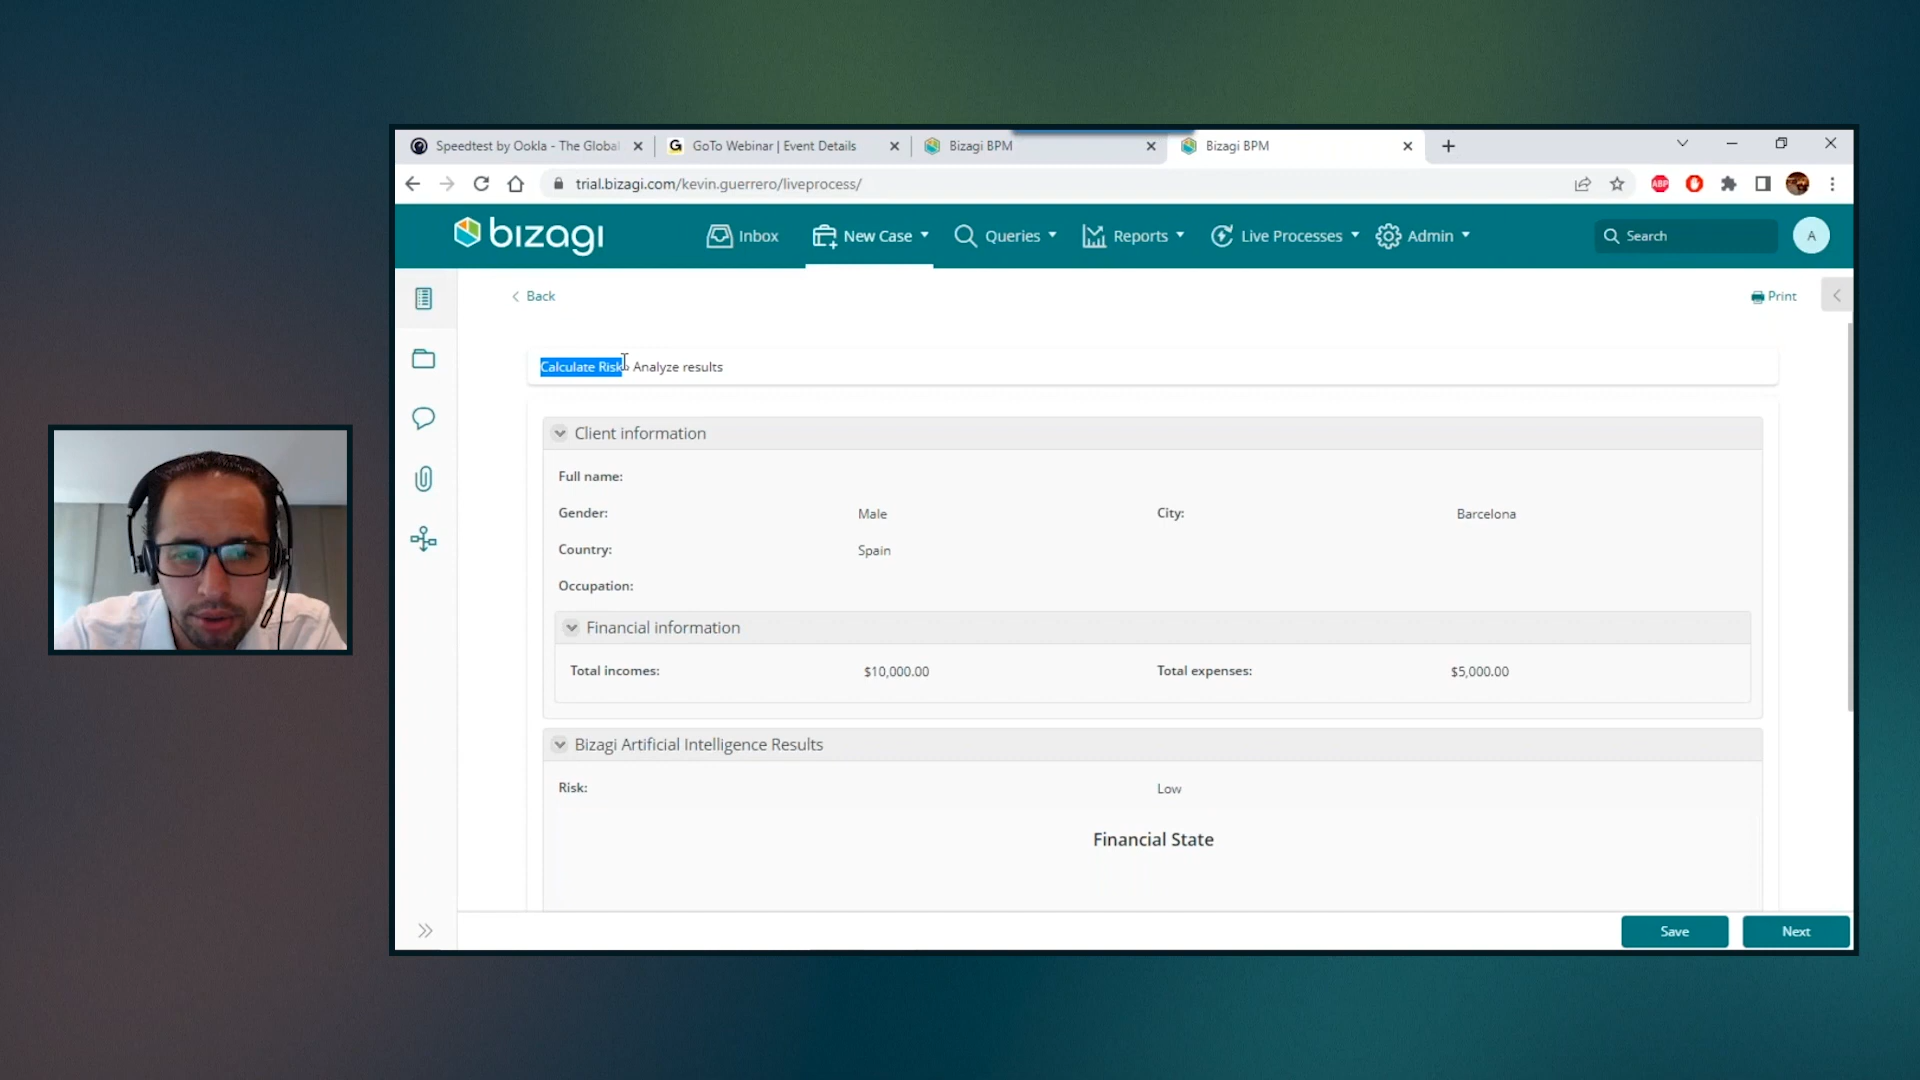 Speedtest by Ookla - The Global
GoTo Webinar | Event Details
Bizagi BPM
Bizagi BPM
trial.bizagi.com/kevin.guerrero/liveprocess/
ABP
bizagi
Inbox
New Case
Queries
Reports
Live Processes
Admin
Search
A
Back
Print
Calculate Risk Analyze results
Client information
Full name:
Gender: Male City: Barcelona
Country: Spain
Occupation:
Financial information
Total incomes: $10,000.00 Total expenses: $5,000.00
Bizagi Artificial Intelligence Results
Risk: Low
Financial State
Save
Next